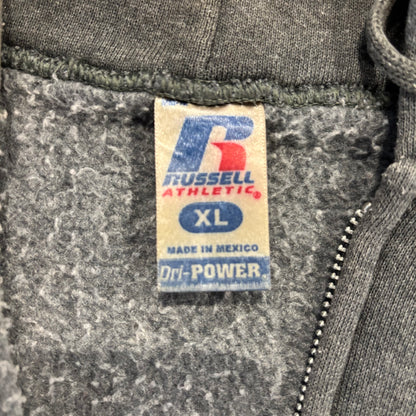 R
RUSSELL
ATHLETIC®
XL
MADE IN MEXICO
Dri-POWER